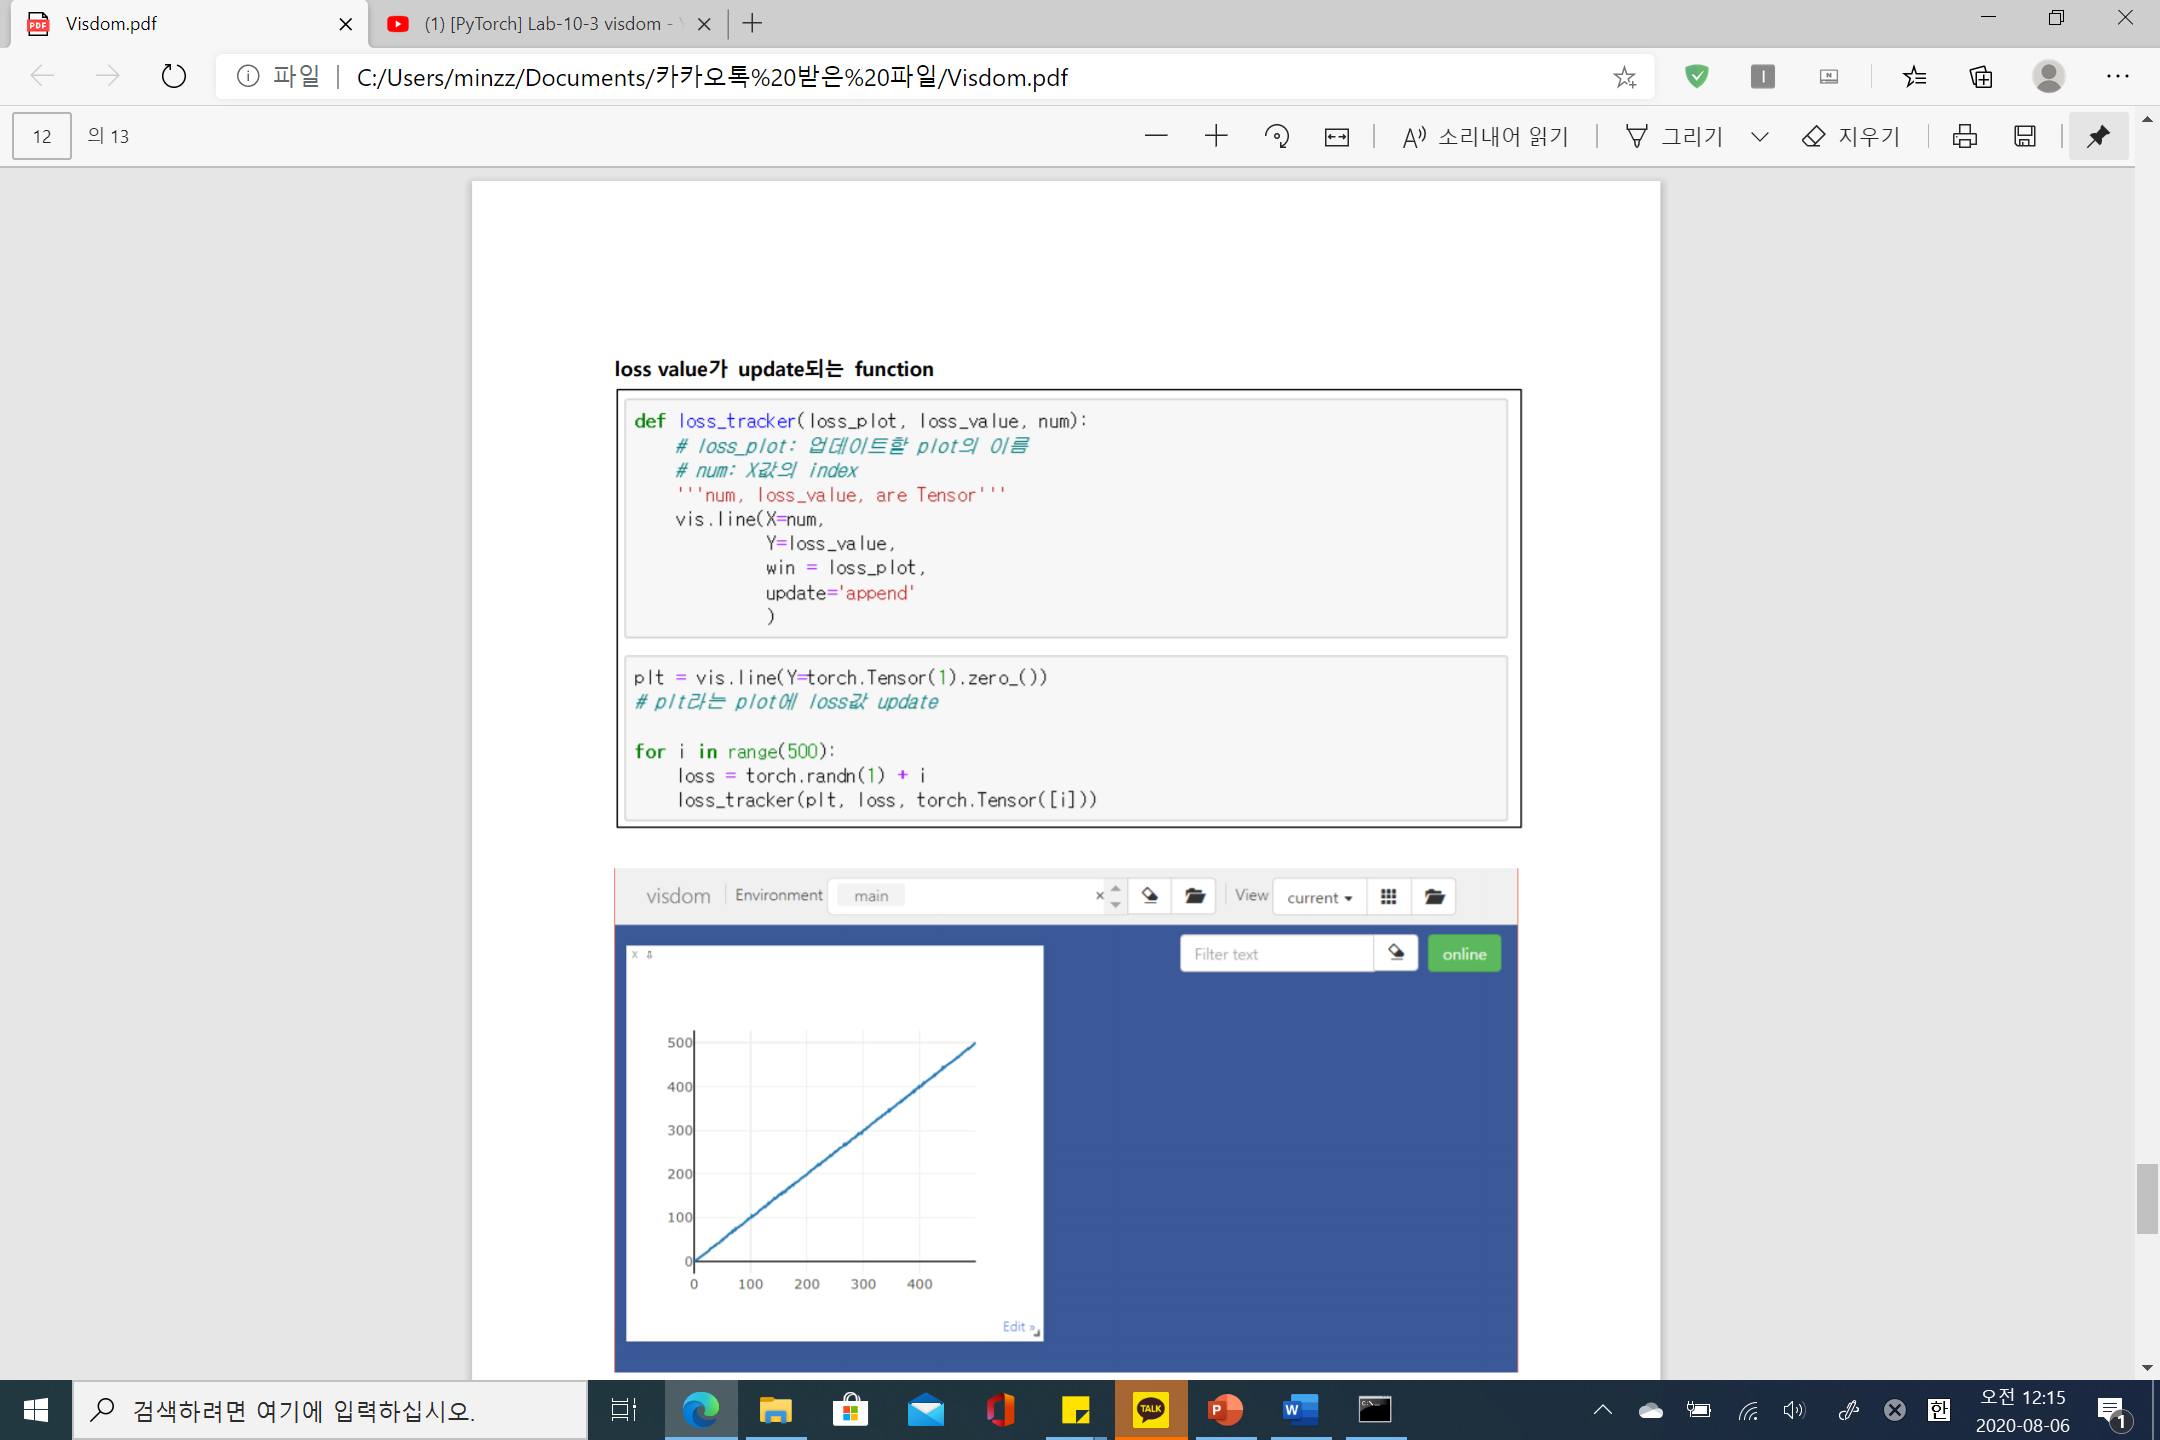 Visdom.pdf
(1) [PyTorch] Lab-10-3 visdom -
파일 C:/Users/minzz/Documents/카카오톡%20받은%20파일/Visdom.pdf
12 의 13 소리내어 읽기 그리기 지우기
loss value가 update되는 function
def loss_tracker(loss_plot, loss_value, num):
# loss_plot: 업데이트할 plot의 이름
# num: X값의 index
'''num, loss_value, are Tensor'''
vis.line(X=num,
Y=loss_value,
win = loss_plot,
update='append'
)
plt = vis.line(Y=torch.Tensor(1).zero_())
# plt라는 plot에 loss값 update
for i in range(500):
loss = torch.randn(1) + i
loss_tracker(plt, loss, torch.Tensor([i]))
visdom Environment main × View current
Filter text online
500
400
300
200
100
0
0 100 200 300 400
Edit »
검색하려면 여기에 입력하십시오.
TALK
한
오전 12:15
2020-08-06
1